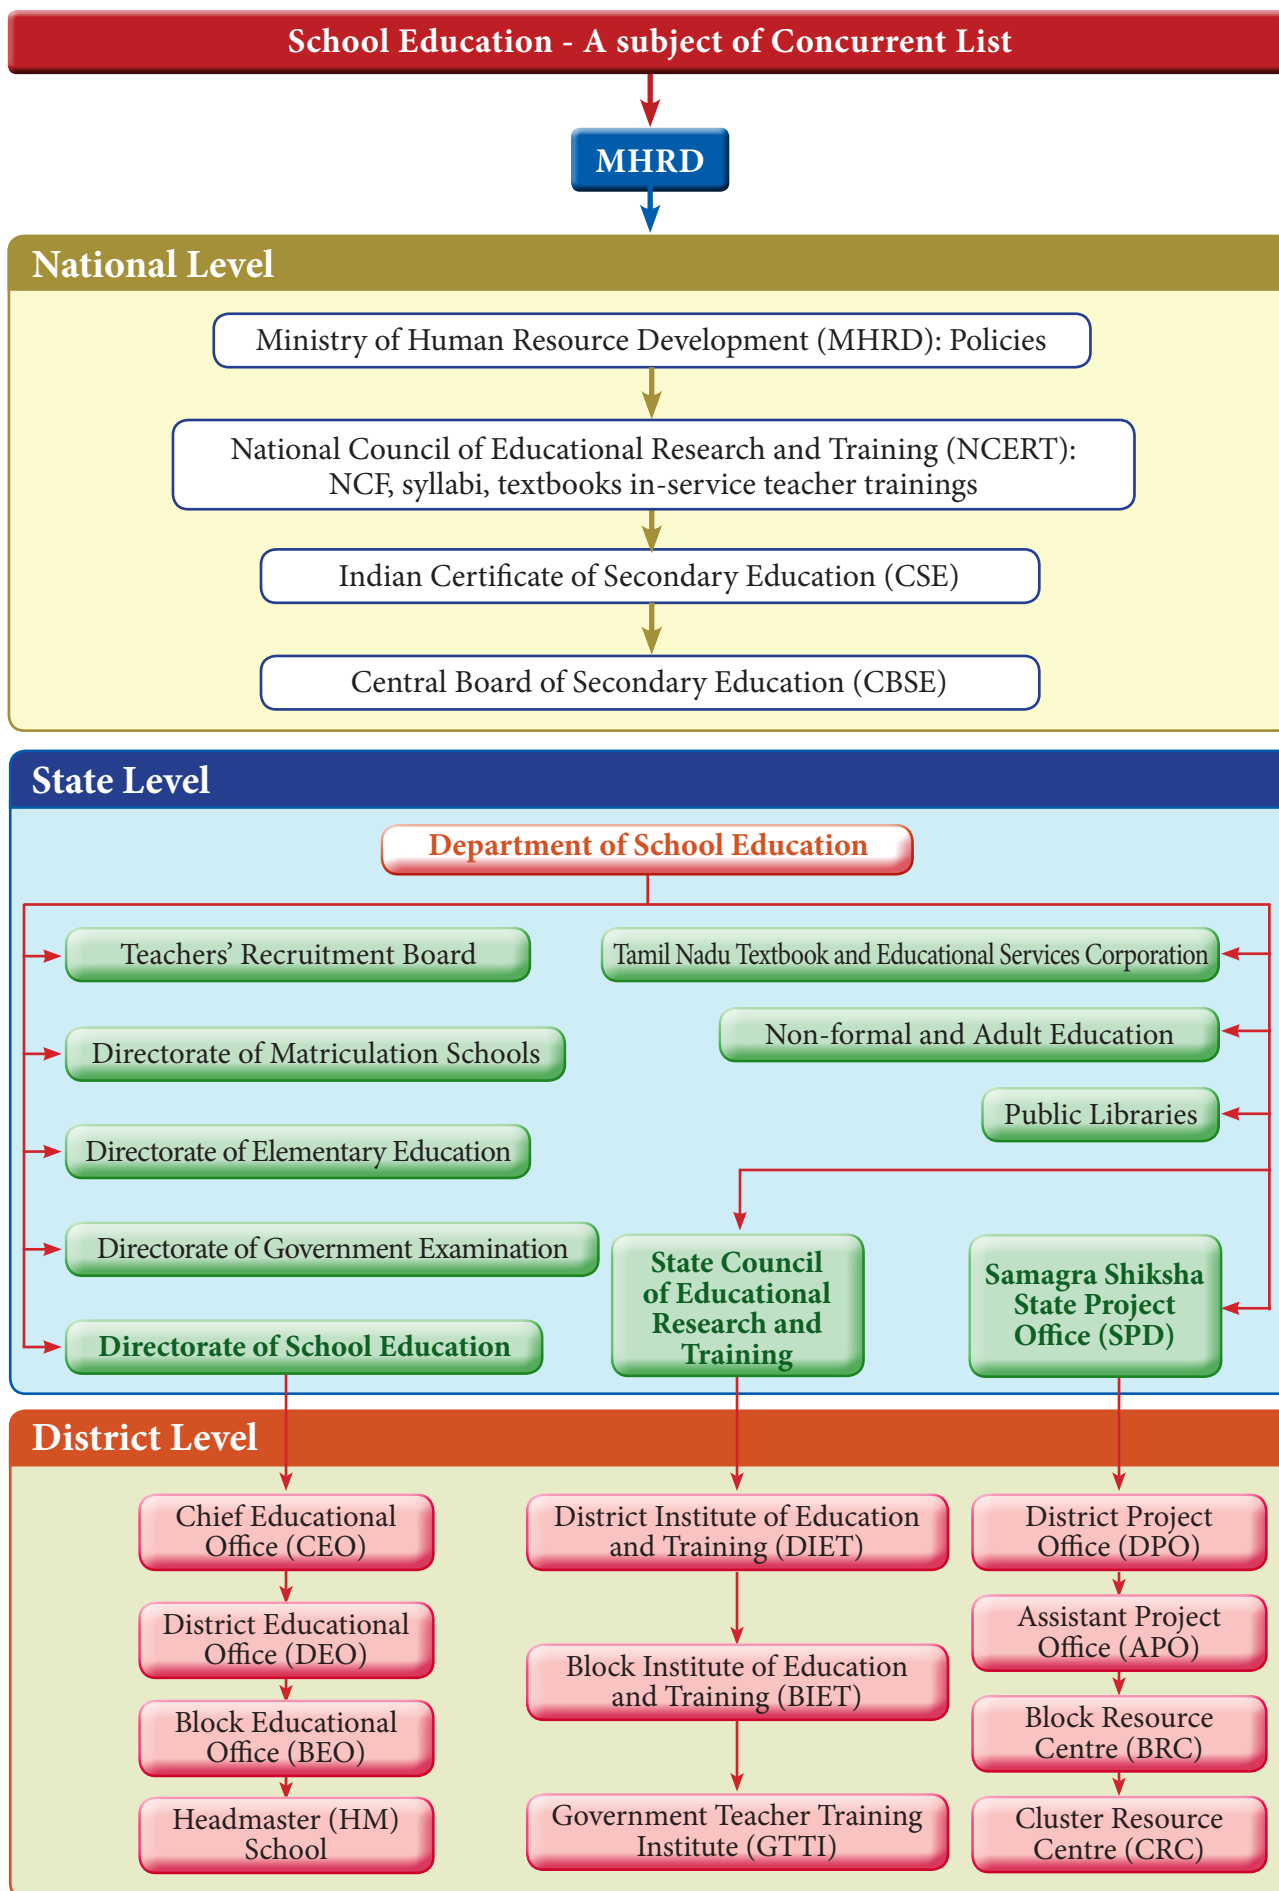 School Education - A subject of Concurrent List
MHRD
National Level
Ministry of Human Resource Development (MHRD): Policies
National Council of Educational Research and Training (NCERT):
NCF, syllabi, textbooks in-service teacher trainings
Indian Certificate of Secondary Education (CSE)
Central Board of Secondary Education (CBSE)
State Level
Department of School Education
Teachers’ Recruitment Board
Directorate of Matriculation Schools
Directorate of Elementary Education
Directorate of Government Examination
Directorate of School Education
Tamil Nadu Textbook and Educational Services Corporation
Non-formal and Adult Education
Public Libraries
State Council
of Educational
Research and
Training
Samagra Shiksha
State Project
Office (SPD)
District Level
Chief Educational
Office (CEO)
District Educational
Office (DEO)
Block Educational
Office (BEO)
Headmaster (HM)
School
District Institute of Education
and Training (DIET)
Block Institute of Education
and Training (BIET)
Government Teacher Training
Institute (GTTI)
District Project
Office (DPO)
Assistant Project
Office (APO)
Block Resource
Centre (BRC)
Cluster Resource
Centre (CRC)